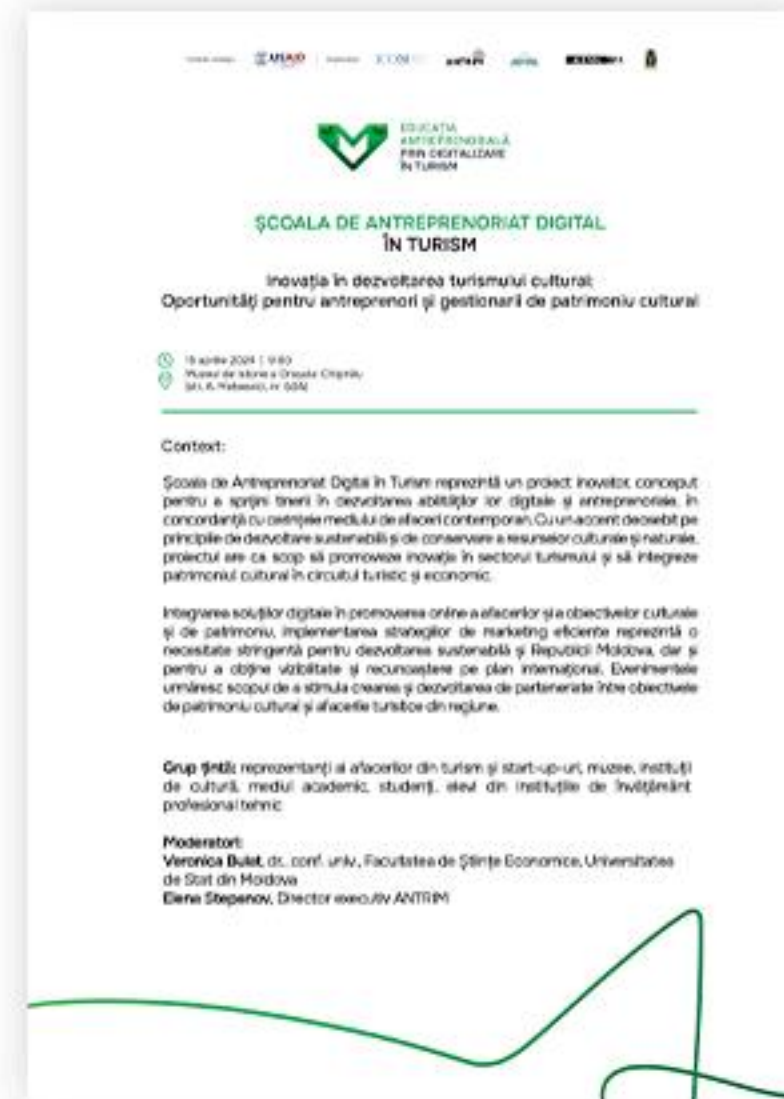 USAID
EDUCAȚIA
ANTREPRENORIALĂ
PRIN DIGITALIZARE
ÎN TURISM
ȘCOALA DE ANTREPRENORIAT DIGITAL
ÎN TURISM
Inovația în dezvoltarea turismului cultural:
Oportunități pentru antreprenori și gestionarii de patrimoniu cultural
aprilie 2024
Muzeul de Istorie a Orașului Chișinău
Context:
Școala de Antreprenoriat Digital în Turism reprezintă un proiect inovator, conceput
pentru a sprijini tinerii în dezvoltarea abilităților lor digitale și antreprenoriale, în
concordanță cu cerințele mediului de afaceri contemporan. Cu un accent deosebit pe
principiile de dezvoltare sustenabilă și de conservare a resurselor culturale și naturale,
proiectul are ca scop să promoveze inovația în sectorul turismului și să integreze
patrimoniul cultural în circuitul turistic și economic.
Integrarea soluțiilor digitale în promovarea online a afacerilor și a obiectivelor culturale
și de patrimoniu, implementarea strategiilor de marketing eficiente reprezintă o
necesitate stringentă pentru dezvoltarea sustenabilă și Republicii Moldova, dar și
pentru a obține vizibilitate și recunoaștere pe plan internațional. Evenimentele
urmăresc scopul de a stimula crearea și dezvoltarea de parteneriate între obiectivele
de patrimoniu cultural și afacerile turistice din regiune.
Grup țintă: reprezentanți ai afacerilor din turism și start-up-uri, muzee, instituții
de cultură, mediul academic, studenți, elevi din instituțiile de învățământ
profesional tehnic
Moderatori:
Veronica Bulat, dr., conf. univ., Facultatea de Științe Economice, Universitatea
de Stat din Moldova
Elena Stepanov, Director executiv ANTRIM